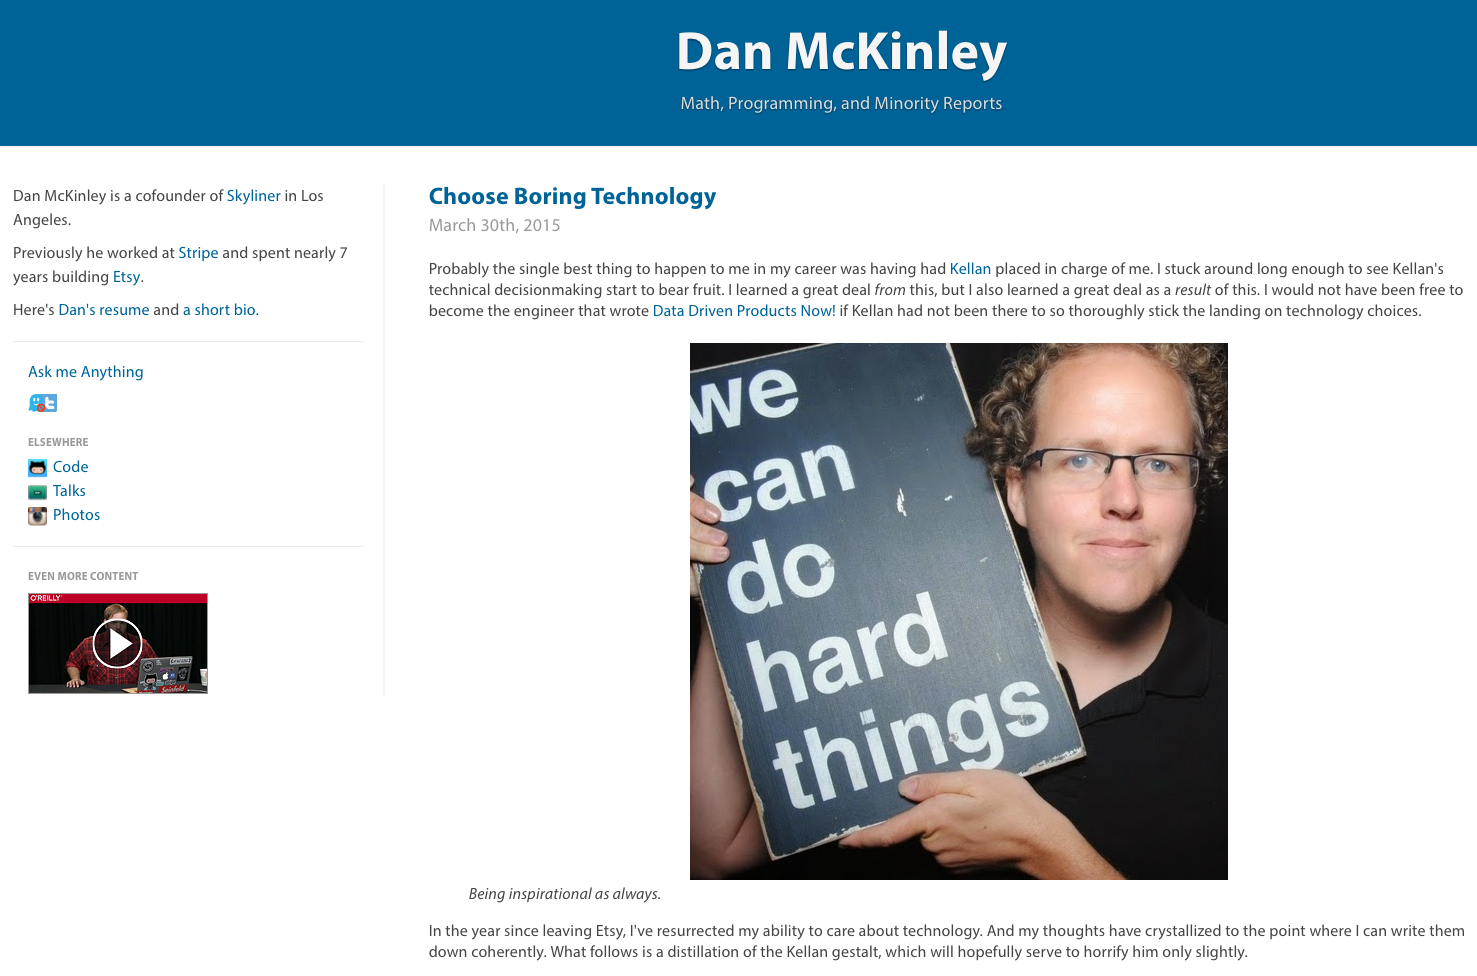 Dan McKinley
Math, Programming, and Minority Reports
Dan McKinley is a cofounder of Skyliner in Los
Angeles.
Previously he worked at Stripe and spent nearly 7
years building Etsy.
Here's Dan's resume and a short bio.
Ask me Anything
ELSEWHERE
Code
Talks
Photos
EVEN MORE CONTENT
O'REILLY
Seinfeld
Choose Boring Technology
March 30th, 2015
Probably the single best thing to happen to me in my career was having had Kellan placed in charge of me. I stuck around long enough to see Kellan's
technical decisionmaking start to bear fruit. I learned a great deal from this, but I also learned a great deal as a result of this. I would not have been free to
become the engineer that wrote Data Driven Products Now! if Kellan had not been there to so thoroughly stick the landing on technology choices.
we
can
do
hard
things
Being inspirational as always.
In the year since leaving Etsy, I've resurrected my ability to care about technology. And my thoughts have crystallized to the point where I can write them
down coherently. What follows is a distillation of the Kellan gestalt, which will hopefully serve to horrify him only slightly.